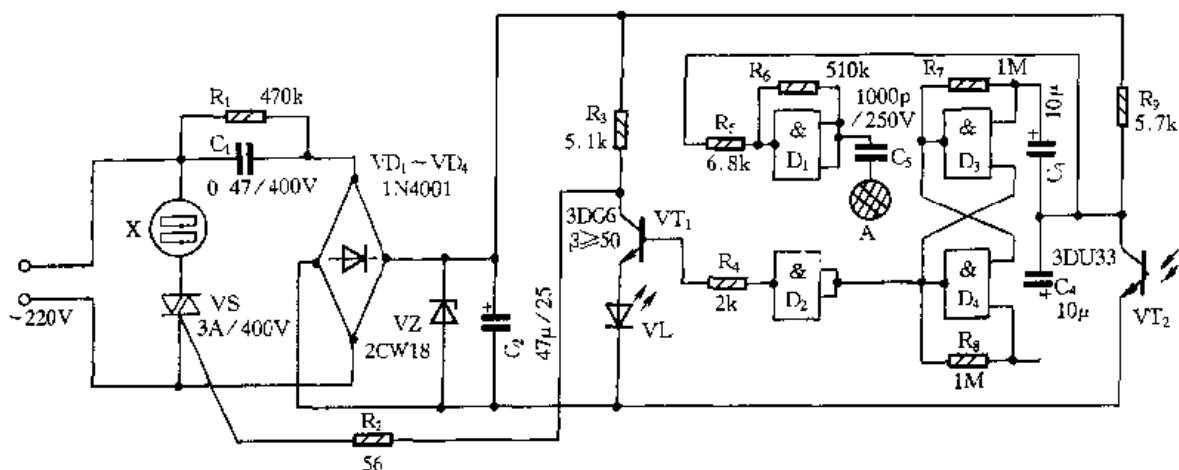 R₁ 470k
C₁
0 47/400V
VD₁~VD₄
1N4001
X
VS
3A/400V
~220V
VZ
2CW18
C₂
47μ/25
R₂
56
R₃
5.1k
3DG6
β≥50
VT₁
VL
R₄
2k
R₅
6.8k
R₆ 510k
&
D₁
1000p
/250V
C₅
A
&
D₂
R₇ 1M
&
D₃
10μ
&
D₄
R₈
1M
C₄
10μ
R₉
5.7k
3DU33
VT₂